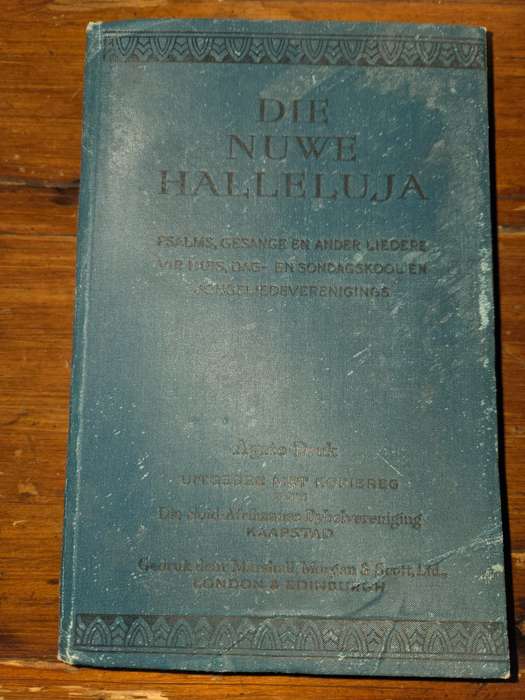 DIE
NUWE
HALLELUJA
PSALMS, GESANGE EN ANDER LIEDERE
VIR HUIS, DAG- EN SONDAGSKOOL EN
JONGELIEDEVERENIGINGS
Agste Druk
UITGEGEE MET KOPIEREG
DEUR
Die Suid-Afrikaanse Bybelvereniging
KAAPSTAD
Gedruk deur Marshall, Morgan & Scott, Ltd.,
LONDON & EDINBURGH